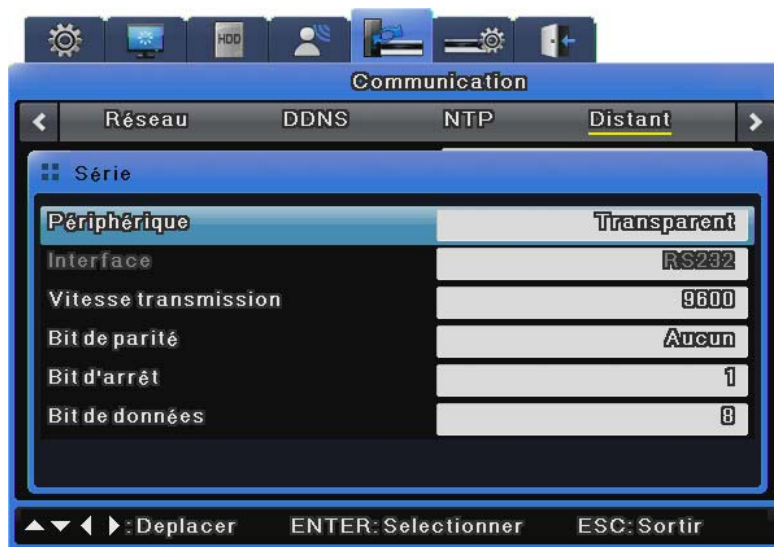 HDD
Communication
Réseau DDNS NTP Distant
Série
Périphérique Transparent
Interface RS232
Vitesse transmission 9600
Bit de parité Aucun
Bit d'arrêt 1
Bit de données 8
:Deplacer ENTER:Selectionner ESC:Sortir